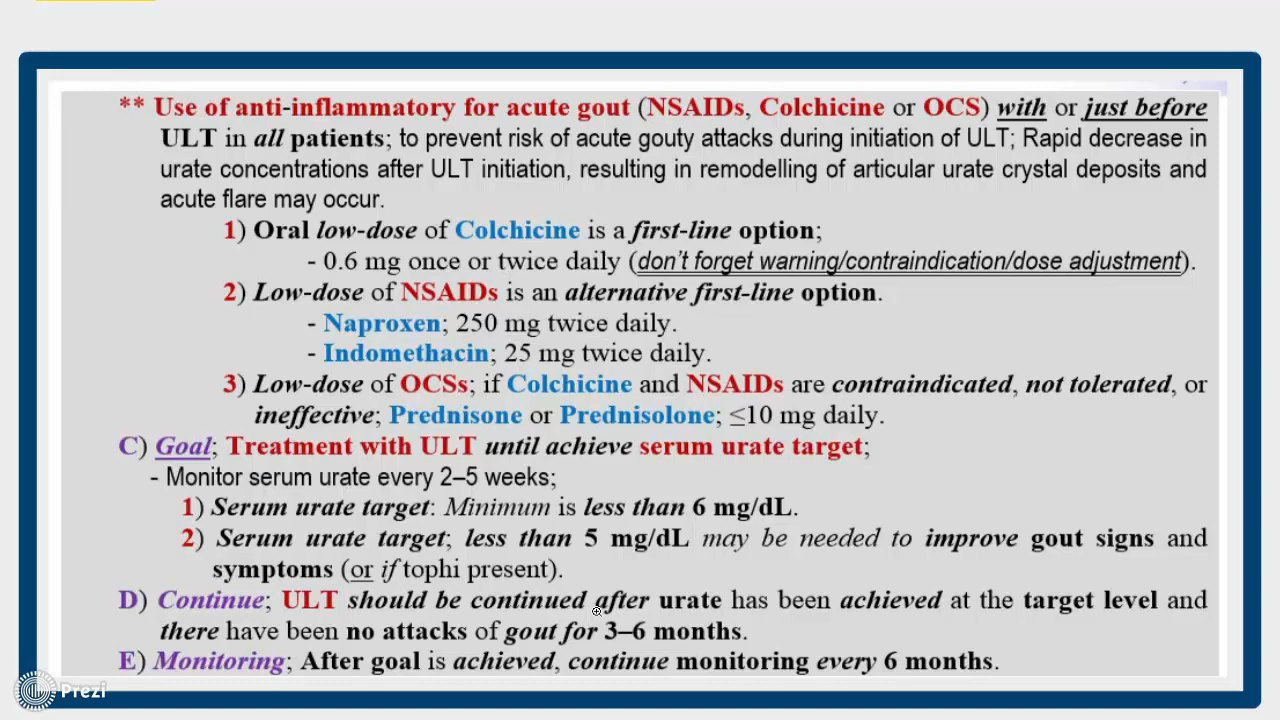 ** Use of anti-inflammatory for acute gout (NSAIDs, Colchicine or OCS) with or just before
ULT in all patients; to prevent risk of acute gouty attacks during initiation of ULT; Rapid decrease in
urate concentrations after ULT initiation, resulting in remodelling of articular urate crystal deposits and
acute flare may occur.
1) Oral low-dose of Colchicine is a first-line option;
- 0.6 mg once or twice daily (don't forget warning/contraindication/dose adjustment).
2) Low-dose of NSAIDs is an alternative first-line option.
- Naproxen; 250 mg twice daily.
- Indomethacin; 25 mg twice daily.
3) Low-dose of OCSs; if Colchicine and NSAIDs are contraindicated, not tolerated, or
ineffective; Prednisone or Prednisolone; ≤10 mg daily.
C) Goal; Treatment with ULT until achieve serum urate target;
- Monitor serum urate every 2–5 weeks;
1) Serum urate target: Minimum is less than 6 mg/dL.
2) Serum urate target; less than 5 mg/dL may be needed to improve gout signs and
symptoms (or if tophi present).
D) Continue; ULT should be continued after urate has been achieved at the target level and
there have been no attacks of gout for 3–6 months.
E) Monitoring; After goal is achieved, continue monitoring every 6 months.
Prezi